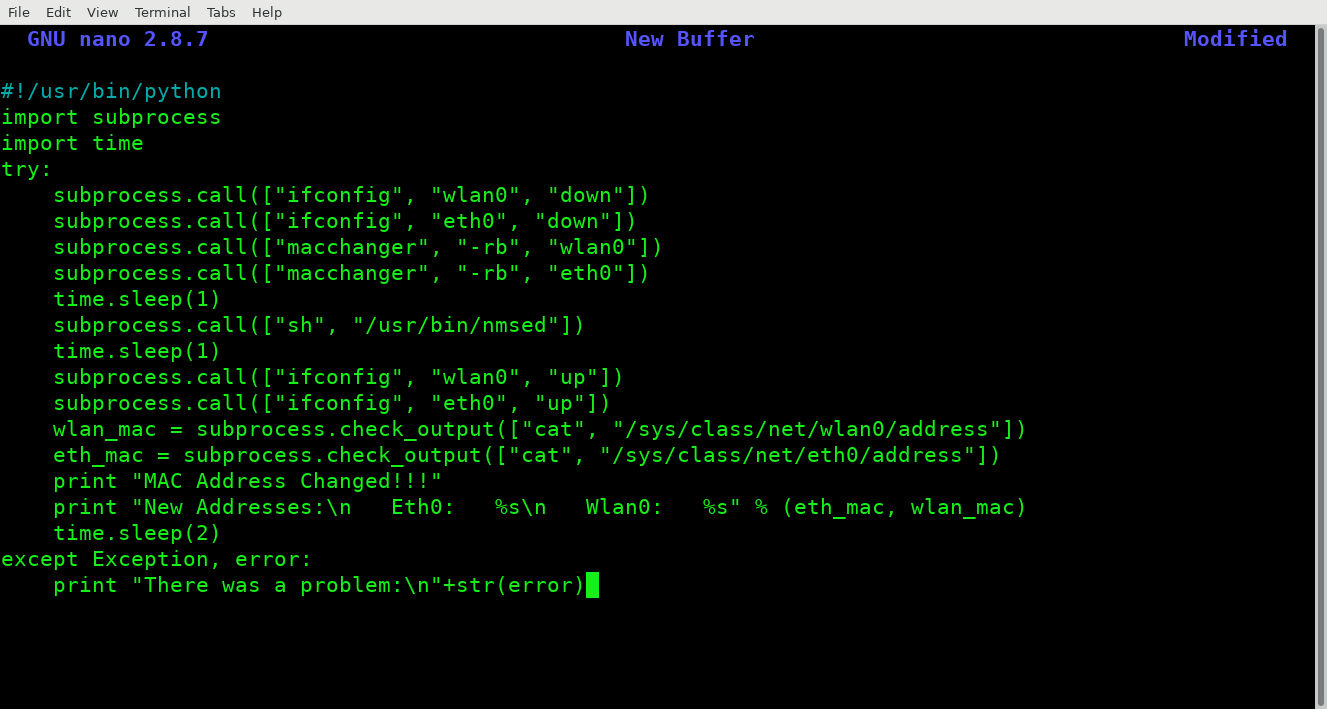 File Edit View Terminal Tabs Help
GNU nano 2.8.7 New Buffer Modified
#!/usr/bin/python
import subprocess
import time
try:
    subprocess.call(["ifconfig", "wlan0", "down"])
    subprocess.call(["ifconfig", "eth0", "down"])
    subprocess.call(["macchanger", "-rb", "wlan0"])
    subprocess.call(["macchanger", "-rb", "eth0"])
    time.sleep(1)
    subprocess.call(["sh", "/usr/bin/nmsed"])
    time.sleep(1)
    subprocess.call(["ifconfig", "wlan0", "up"])
    subprocess.call(["ifconfig", "eth0", "up"])
    wlan_mac = subprocess.check_output(["cat", "/sys/class/net/wlan0/address"])
    eth_mac = subprocess.check_output(["cat", "/sys/class/net/eth0/address"])
    print "MAC Address Changed!!!"
    print "New Addresses:\n   Eth0:   %s\n   Wlan0:   %s" % (eth_mac, wlan_mac)
    time.sleep(2)
except Exception, error:
    print "There was a problem:\n"+str(error)